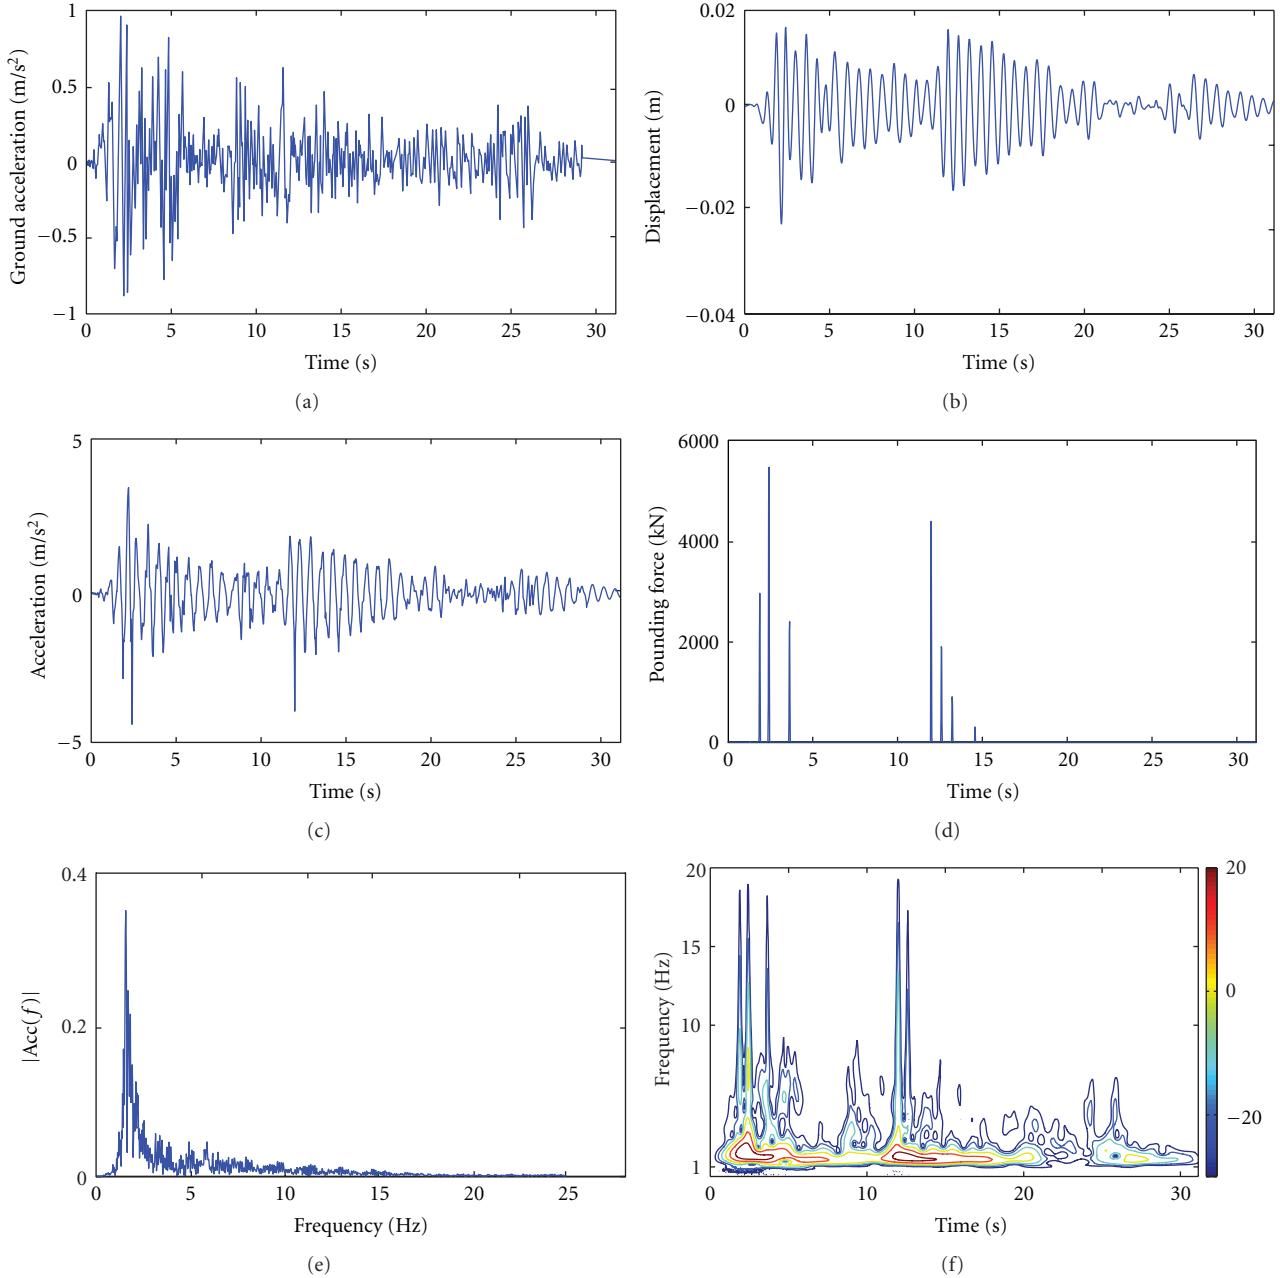 1
0.5
0
−0.5
−1
Ground acceleration (m/s²)
0 5 10 15 20 25 30
Time (s)
(a)
0.02
0
−0.02
−0.04
Displacement (m)
0 5 10 15 20 25 30
Time (s)
(b)
5
0
−5
Acceleration (m/s²)
0 5 10 15 20 25 30
Time (s)
(c)
6000
4000
2000
0
Pounding force (kN)
0 5 10 15 20 25 30
Time (s)
(d)
0.4
0.2
0
|Acc(f)|
0 5 10 15 20 25
Frequency (Hz)
(e)
20
15
10
1
Frequency (Hz)
0 10 20 30
Time (s)
20
0
−20
(f)